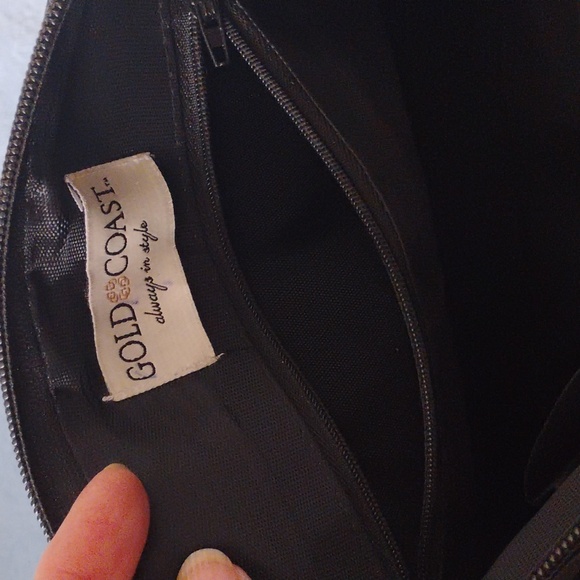 GOLD COAST™
always in style